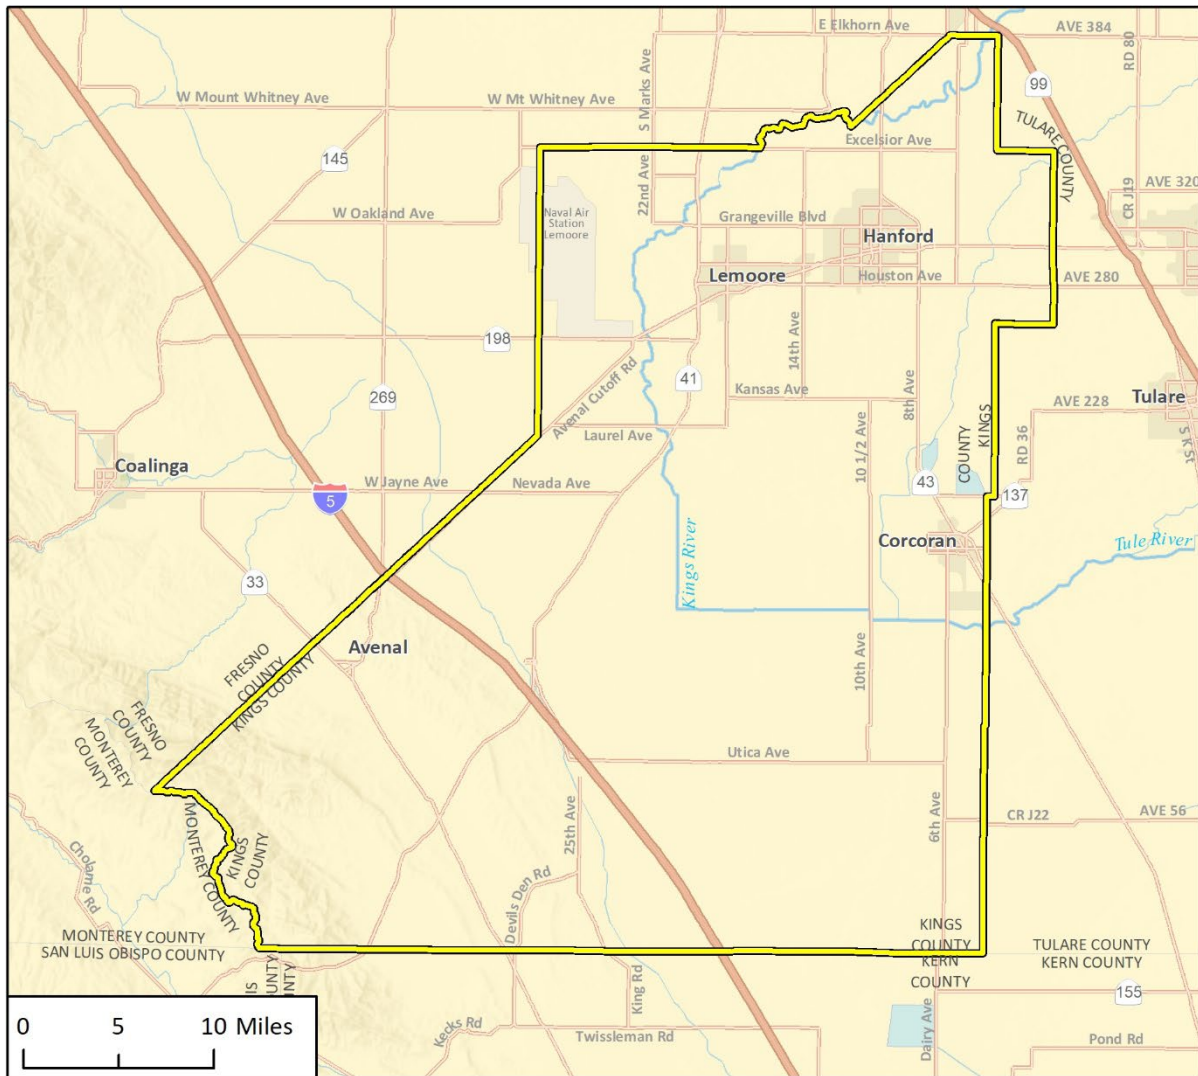 E Elkhorn Ave
AVE 384
RD 80
S Marks Ave
99
W Mount Whitney Ave
W Mt Whitney Ave
TULARE COUNTY
Excelsior Ave
145
22nd Ave
AVE 320
CR J19
W Oakland Ave
Naval Air
Station
Lemoore
Grangeville Blvd
Hanford
Lemoore
Houston Ave
AVE 280
198
14th Ave
41
Avenal Cutoff Rd
Kansas Ave
8th Ave
269
Tulare
AVE 228
Laurel Ave
10 1/2 Ave
COUNTY
KINGS
RD 36
S K St
Coalinga
W Jayne Ave
Nevada Ave
5
43
137
Corcoran
Tule River
Kings River
33
Avenal
FRESNO
COUNTY
KINGS COUNTY
10th Ave
FRESNO
COUNTY
MONTEREY
COUNTY
Utica Ave
MONTEREY COUNTY
KINGS
COUNTY
25th Ave
6th Ave
CR J22
AVE 56
Cholame Rd
Devils Den Rd
MONTEREY COUNTY
SAN LUIS OBISPO COUNTY
KINGS
COUNTY
KERN
COUNTY
TULARE COUNTY
KERN COUNTY
King Rd
155
Kecks Rd
Twissleman Rd
Dairy Ave
Pond Rd
0 5 10 Miles